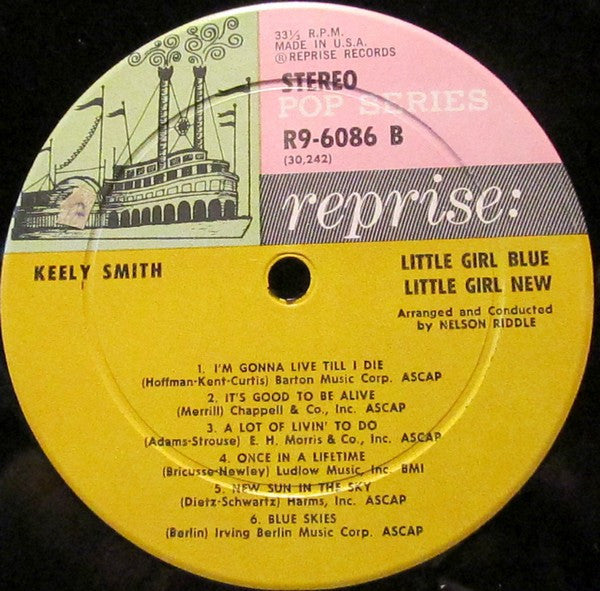 33⅓ R.P.M.
MADE IN U.S.A.
Ⓡ REPRISE RECORDS
STEREO
POP SERIES
R9-6086 B
(30,242)
reprise:
KEELY SMITH
LITTLE GIRL BLUE
LITTLE GIRL NEW
Arranged and Conducted
by NELSON RIDDLE
1. I'M GONNA LIVE TILL I DIE
(Hoffman-Kent-Curtis) Barton Music Corp. ASCAP
2. IT'S GOOD TO BE ALIVE
(Merrill) Chappell & Co., Inc. ASCAP
3. A LOT OF LIVIN' TO DO
(Adams-Strouse) E. H. Morris & Co., Inc. ASCAP
4. ONCE IN A LIFETIME
(Bricusse-Newley) Ludlow Music, Inc. BMI
5. NEW SUN IN THE SKY
(Dietz-Schwartz) Harms, Inc. ASCAP
6. BLUE SKIES
(Berlin) Irving Berlin Music Corp. ASCAP